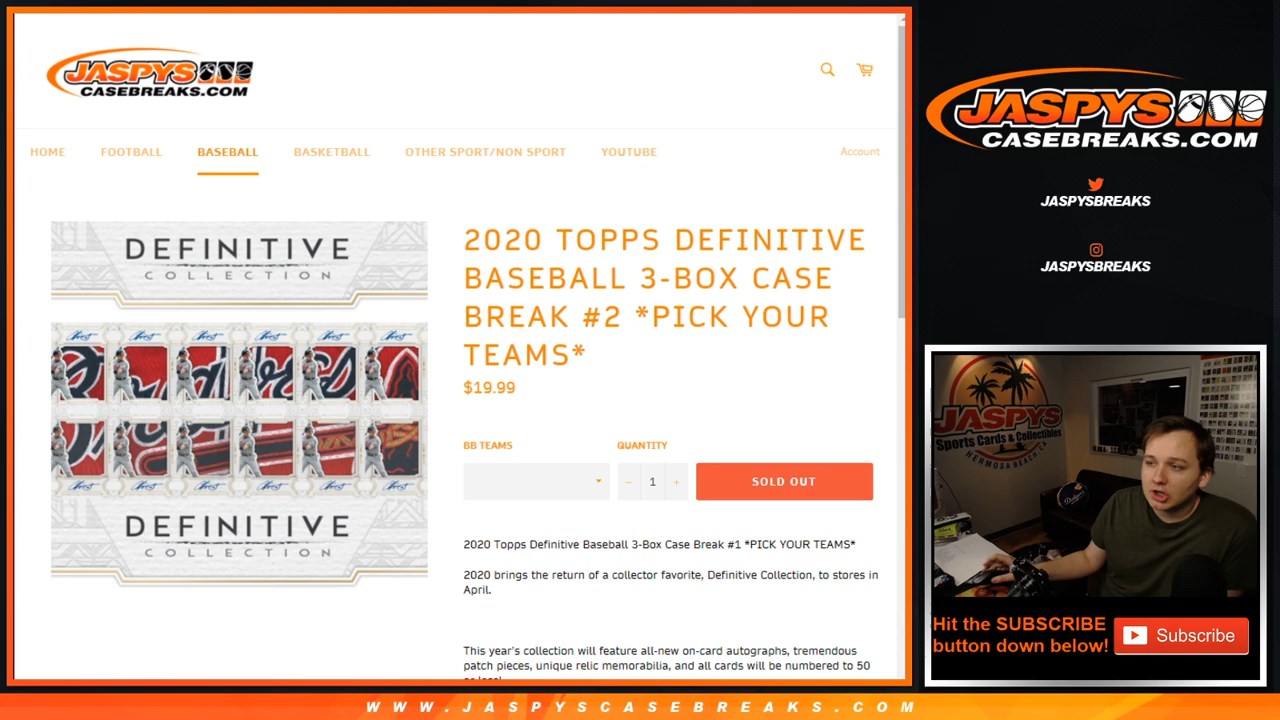 JASPYS
CASEBREAKS.COM
HOME
FOOTBALL
BASEBALL
BASKETBALL
OTHER SPORT/NON SPORT
YOUTUBE
Account
DEFINITIVE
COLLECTION
DEFINITIVE
COLLECTION
2020 TOPPS DEFINITIVE
BASEBALL 3-BOX CASE
BREAK #2 *PICK YOUR
TEAMS*
$19.99
BB TEAMS
QUANTITY
− 1 +
SOLD OUT
2020 Topps Definitive Baseball 3-Box Case Break #1 *PICK YOUR TEAMS*
2020 brings the return of a collector favorite, Definitive Collection, to stores in
April.
This year's collection will feature all-new on-card autographs, tremendous
patch pieces, unique relic memorabilia, and all cards will be numbered to 50
JASPYS
CASEBREAKS.COM
JASPYSBREAKS
JASPYSBREAKS
JASPYS
Sports Cards & Collectibles
HERMOSA BEACH, CA
Dodgers
Hit the SUBSCRIBE
button down below!
Subscribe
WWW.JASPYSCASEBREAKS.COM